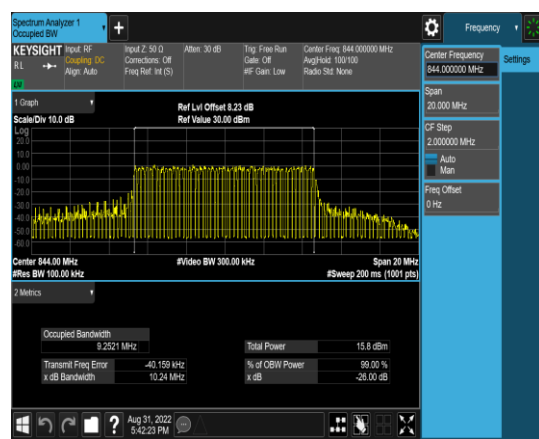 Spectrum Analyzer 1
Occupied BW
+
Frequency
KEYSIGHT
RL
LW
Input: RF
Coupling: DC
Align: Auto
Input Z: 50 Ω
Corrections: Off
Freq Ref: Int (S)
Atten: 30 dB
Trig: Free Run
Gate: Off
#IF Gain: Low
Center Freq: 844.000000 MHz
Avg|Hold: 100/100
Radio Std: None
Center Frequency
844.000000 MHz
Settings
Span
20.000 MHz
CF Step
2.000000 MHz
Auto
Man
Freq Offset
0 Hz
1 Graph
Scale/Div 10.0 dB
Ref Lvl Offset 8.23 dB
Ref Value 30.00 dBm
Log
20.0
10.0
0.00
-10.0
-20.0
-30.0
-40.0
-50.0
-60.0
Center 844.00 MHz
#Video BW 300.00 kHz
Span 20 MHz
#Res BW 100.00 kHz
#Sweep 200 ms (1001 pts)
2 Metrics
Occupied Bandwidth
9.2521 MHz
Total Power 15.8 dBm
Transmit Freq Error -40.159 kHz
% of OBW Power 99.00 %
x dB Bandwidth 10.24 MHz
x dB -26.00 dB
?
Aug 31, 2022
5:42:23 PM